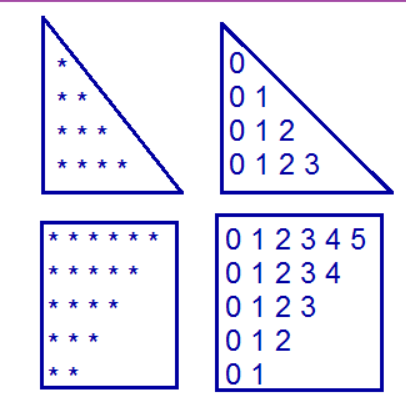 *
* *
* * *
* * * *
0
0 1
0 1 2
0 1 2 3
* * * * * *
* * * * *
* * * *
* * *
* *
0 1 2 3 4 5
0 1 2 3 4
0 1 2 3
0 1 2
0 1